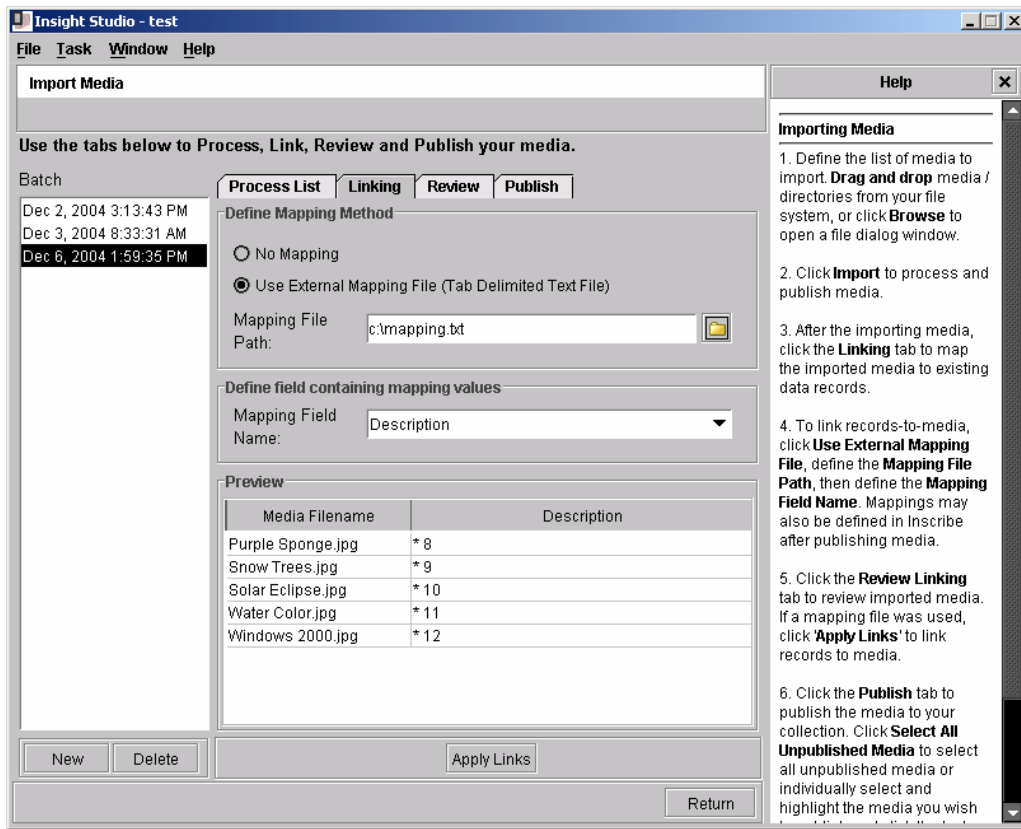 Insight Studio - test
File Task Window Help
Import Media
Use the tabs below to Process, Link, Review and Publish your media.
Batch
Dec 2, 2004 3:13:43 PM
Dec 3, 2004 8:33:31 AM
Dec 6, 2004 1:59:35 PM
New Delete
Process List Linking Review Publish
Define Mapping Method
No Mapping
Use External Mapping File (Tab Delimited Text File)
Mapping File
Path:
c:\mapping.txt
Define field containing mapping values
Mapping Field
Name:
Description
Preview
Media Filename Description
Purple Sponge.jpg * 8
Snow Trees.jpg * 9
Solar Eclipse.jpg * 10
Water Color.jpg * 11
Windows 2000.jpg * 12
Apply Links
Return
Help
Importing Media
1. Define the list of media to
import. Drag and drop media /
directories from your file
system, or click Browse to
open a file dialog window.
2. Click Import to process and
publish media.
3. After the importing media,
click the Linking tab to map
the imported media to existing
data records.
4. To link records-to-media,
click Use External Mapping
File, define the Mapping File
Path, then define the Mapping
Field Name. Mappings may
also be defined in Inscribe
after publishing media.
5. Click the Review Linking
tab to review imported media.
If a mapping file was used,
click 'Apply Links' to link
records to media.
6. Click the Publish tab to
publish the media to your
collection. Click Select All
Unpublished Media to select
all unpublished media or
individually select and
highlight the media you wish